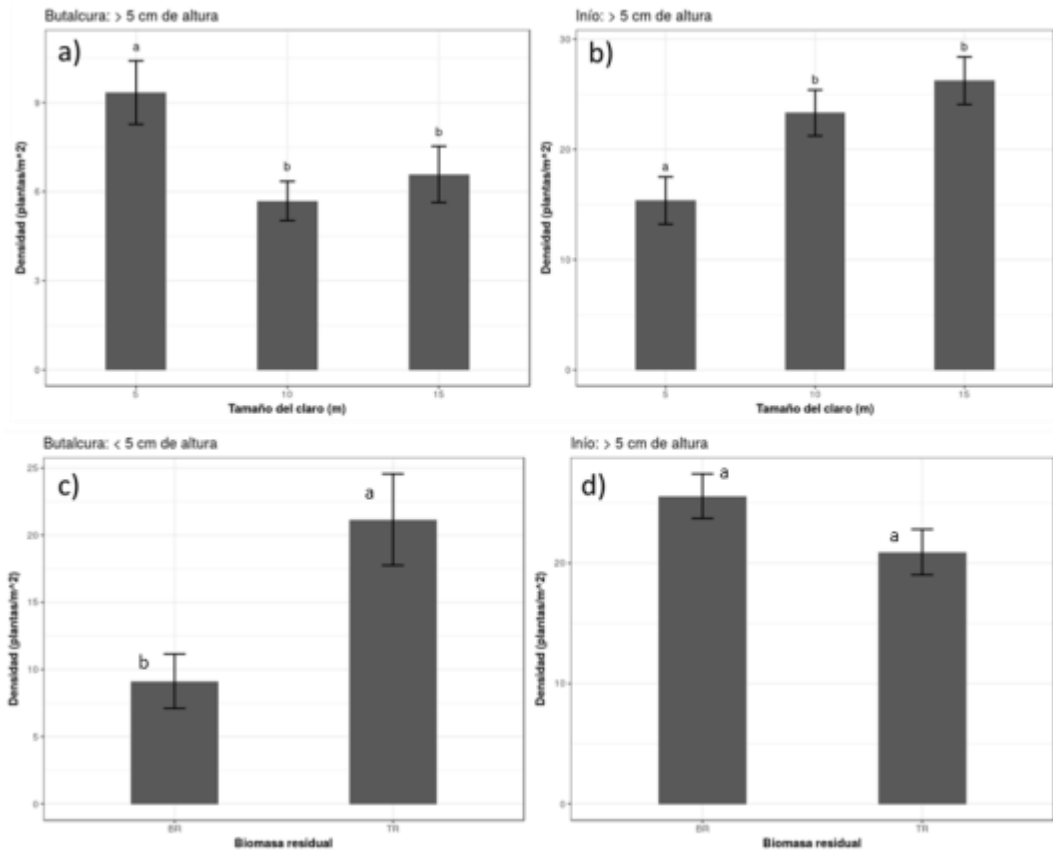 Butalcura: > 5 cm de altura
a)
a
b
b
Densidad (plantas/m^2)
9
6
3
0
5
10
15
Tamaño del claro (m)
Inío: > 5 cm de altura
b)
a
b
b
Densidad (plantas/m^2)
30
20
10
0
5
10
15
Tamaño del claro (m)
Butalcura: < 5 cm de altura
c)
b
a
Densidad (plantas/m^2)
25
20
15
10
5
0
BR
TR
Biomasa residual
Inío: > 5 cm de altura
d)
a
a
Densidad (plantas/m^2)
20
10
0
BR
TR
Biomasa residual